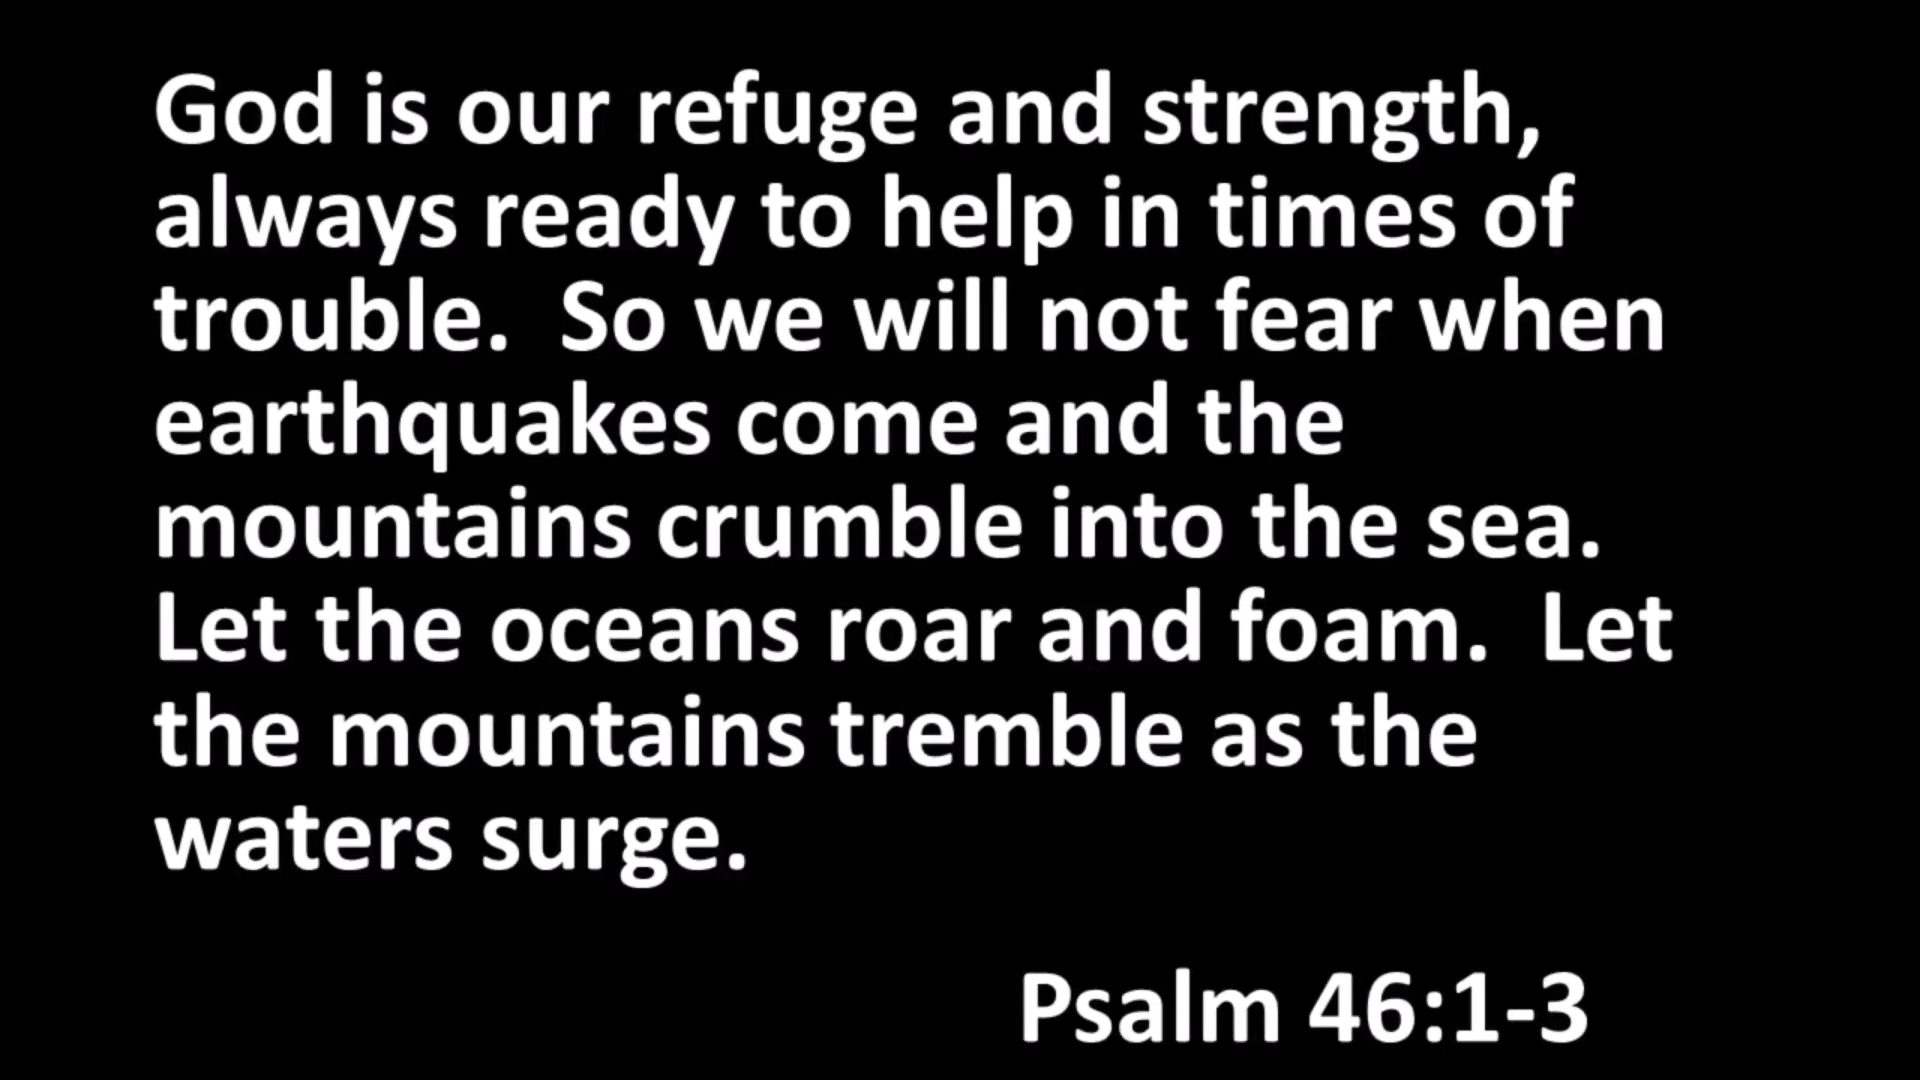 God is our refuge and strength,
always ready to help in times of
trouble.  So we will not fear when
earthquakes come and the
mountains crumble into the sea.
Let the oceans roar and foam.  Let
the mountains tremble as the
waters surge.
Psalm 46:1-3